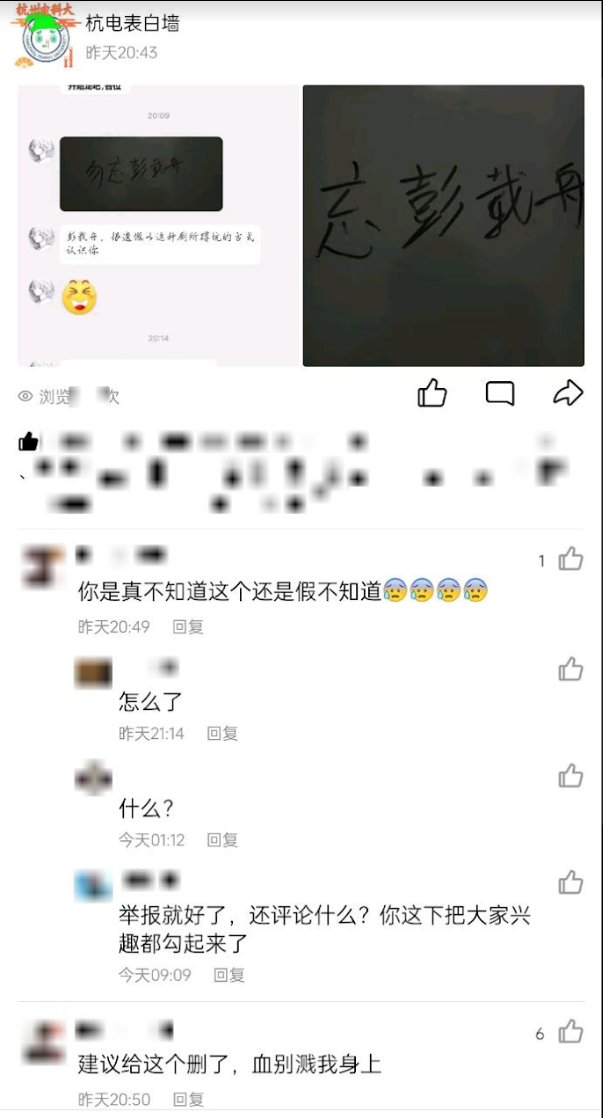 杭州电科大
杭电表白墙
昨天20:43
20:09
勿忘彭载舟
彭载舟,很遗憾以这种厕所蹲坑的方式
认识你
20:14
忘彭载舟
浏览 次
、
1
你是真不知道这个还是假不知道😰😰😰😰
昨天20:49 回复
怎么了
昨天21:14 回复
什么?
今天01:12 回复
举报就好了,还评论什么?你这下把大家兴
趣都勾起来了
今天09:09 回复
6
建议给这个删了,血别溅我身上
昨天20:50 回复